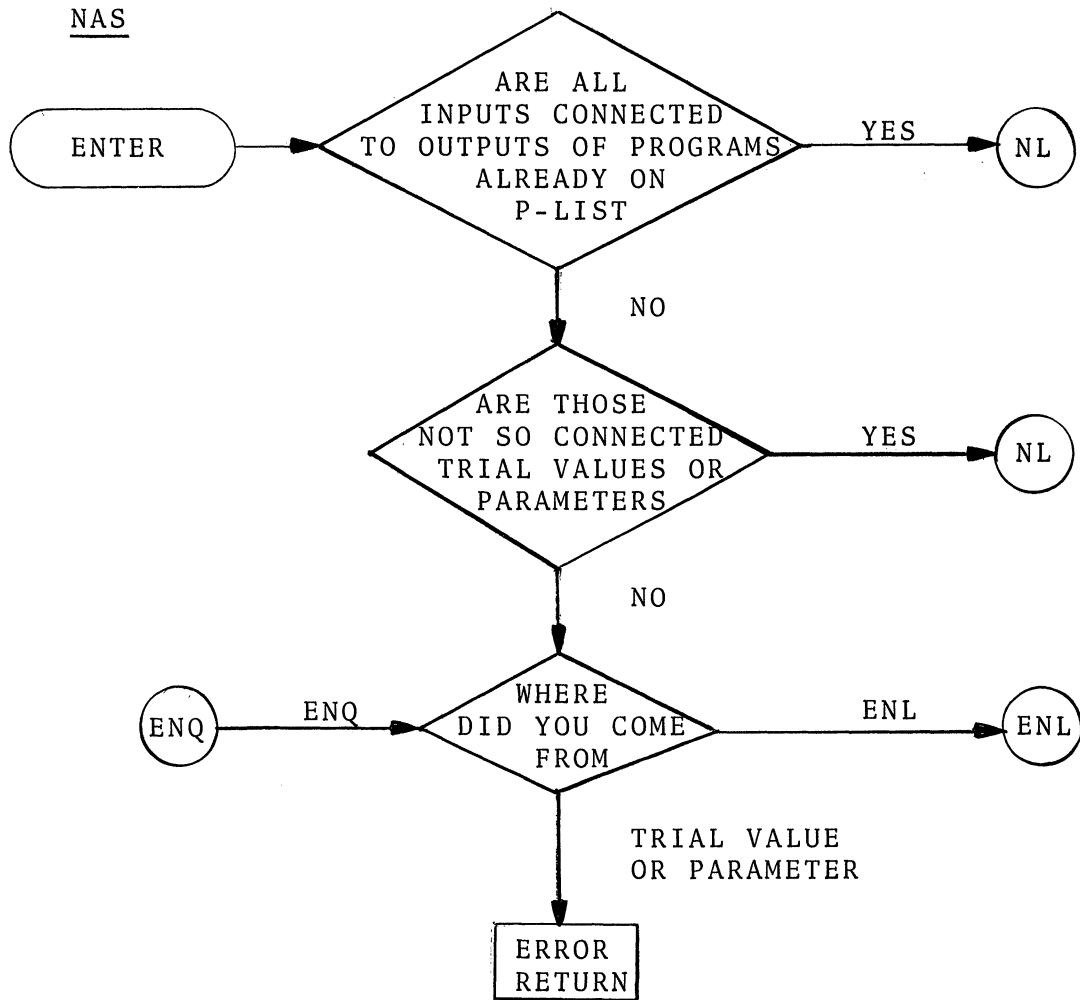 NAS
ENTER
ARE ALL
INPUTS CONNECTED
TO OUTPUTS OF PROGRAMS
ALREADY ON
P-LIST
YES
NL
NO
ARE THOSE
NOT SO CONNECTED
TRIAL VALUES OR
PARAMETERS
YES
NL
NO
ENQ
ENQ
WHERE
DID YOU COME
FROM
ENL
ENL
TRIAL VALUE
OR PARAMETER
ERROR
RETURN